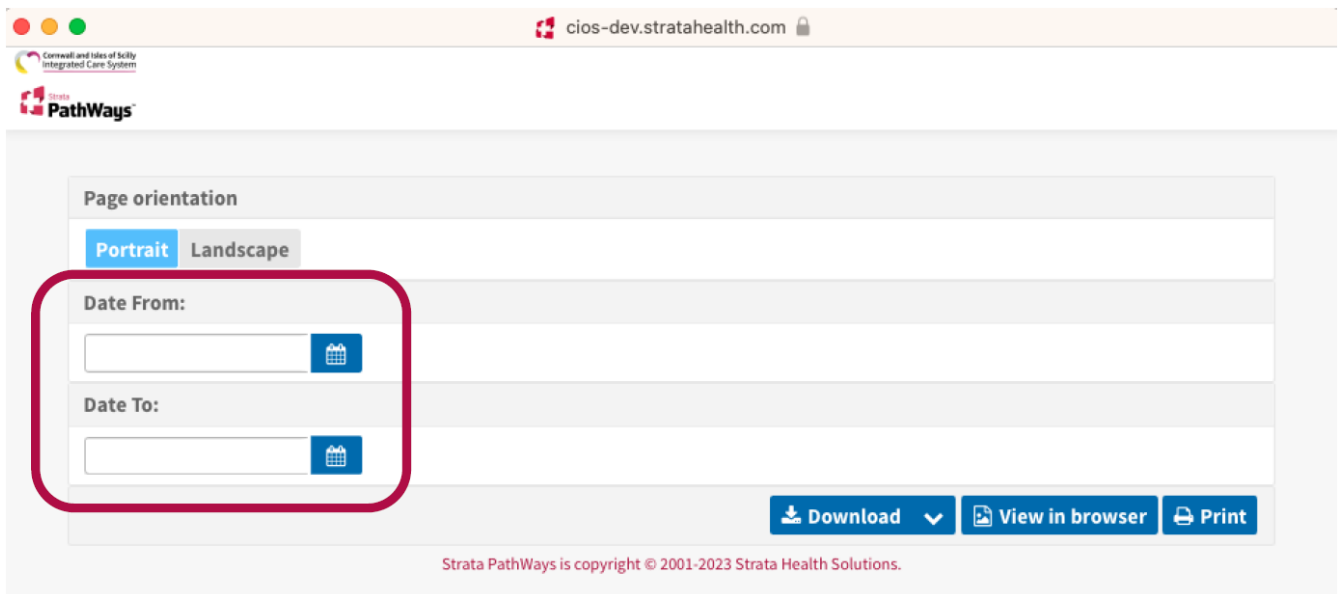 cios-dev.stratahealth.com
Cornwall and Isles of Scilly
Integrated Care System
Strata
PathWays™
Page orientation
Portrait Landscape
Date From:
Date To:
Download View in browser Print
Strata PathWays is copyright © 2001-2023 Strata Health Solutions.